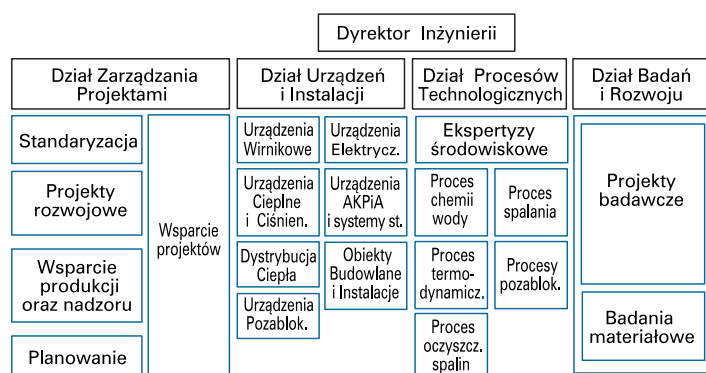 Dyrektor Inżynierii
Dział Zarządzania
Projektami
Dział Urządzeń
i Instalacji
Dział Procesów
Technologicznych
Dział Badań
i Rozwoju
Standaryzacja
Projekty
rozwojowe
Wsparcie
produkcji
oraz nadzoru
Planowanie
Wsparcie
projektów
Urządzenia
Wirnikowe
Urządzenia
Elektrycz.
Urządzenia
Cieplne
i Ciśnien.
Urządzenia
AKPiA
i systemy st.
Dystrybucja
Ciepła
Obiekty
Budowlane
i Instalacje
Urządzenia
Pozablok.
Ekspertyzy
środowiskowe
Proces
chemii
wody
Proces
spalania
Proces
termo-
dynamicz.
Procesy
pozablok.
Proces
oczyszcz.
spalin
Projekty
badawcze
Badania
materiałowe